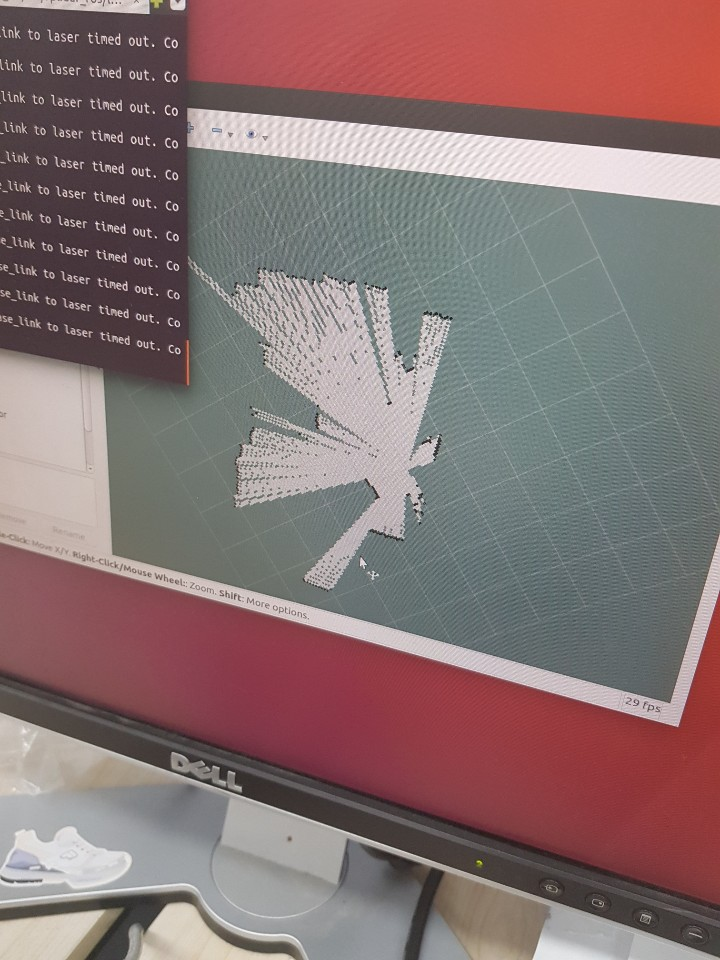 link to laser timed out. Co
link to laser timed out. Co
_link to laser timed out. Co
_link to laser timed out. Co
_link to laser timed out. Co
e_link to laser timed out. Co
e_link to laser timed out. Co
e_link to laser timed out. Co
se_link to laser timed out. Co
se_link to laser timed out. Co
ase_link to laser timed out. Co
Rename
Click: Move X/Y. Right-Click/Mouse Wheel:: Zoom. Shift: More options.
29 fps
DELL